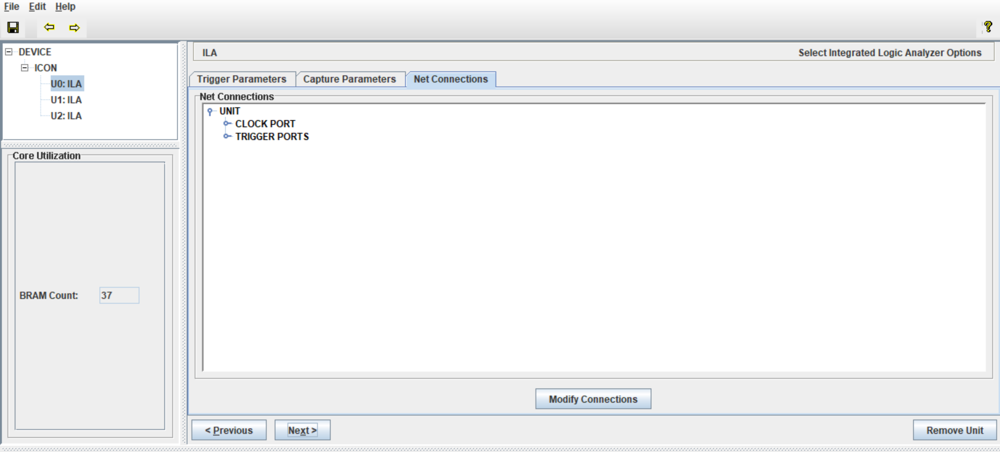 File Edit Help
DEVICE
ICON
U0: ILA
U1: ILA
U2: ILA
Core Utilization
BRAM Count: 37
ILA
Select Integrated Logic Analyzer Options
Trigger Parameters
Capture Parameters
Net Connections
Net Connections
UNIT
CLOCK PORT
TRIGGER PORTS
Modify Connections
< Previous
Next >
Remove Unit